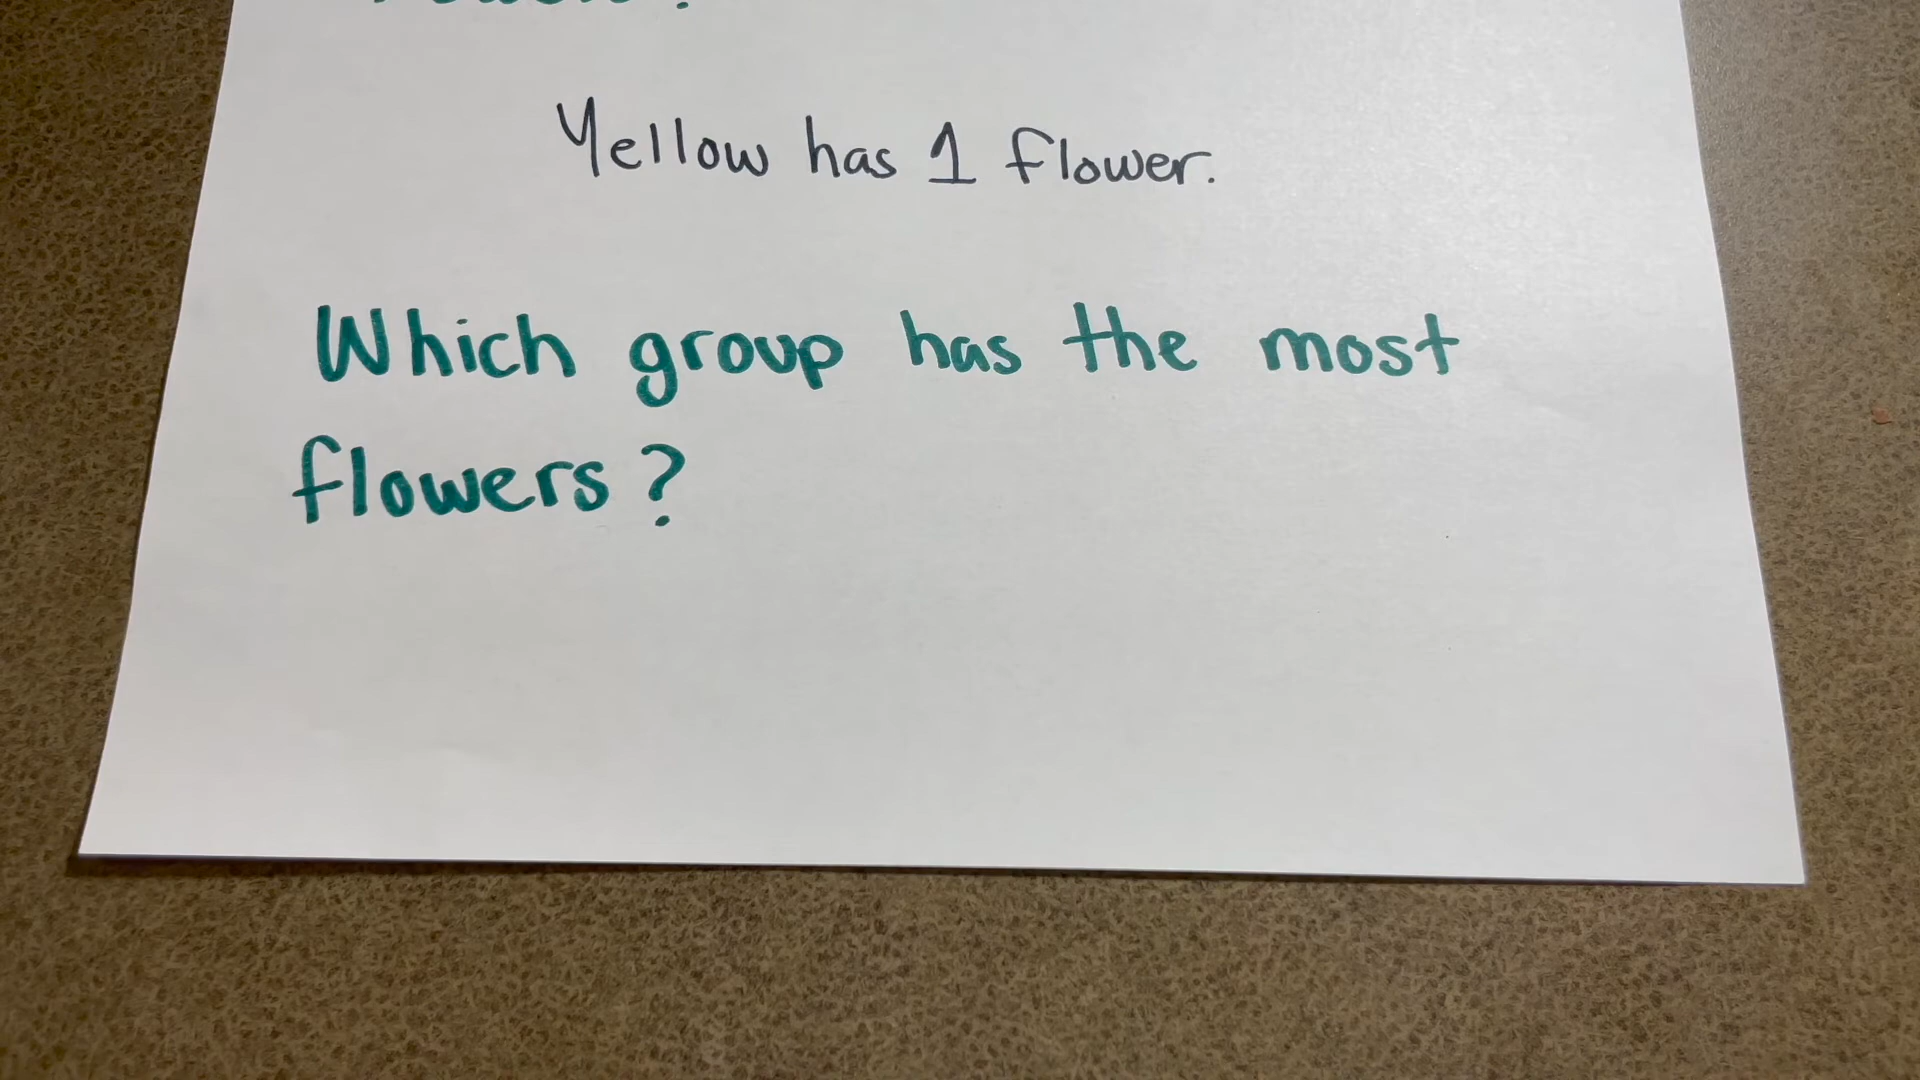 Yellow has 1 flower.
Which group has the most
flowers?